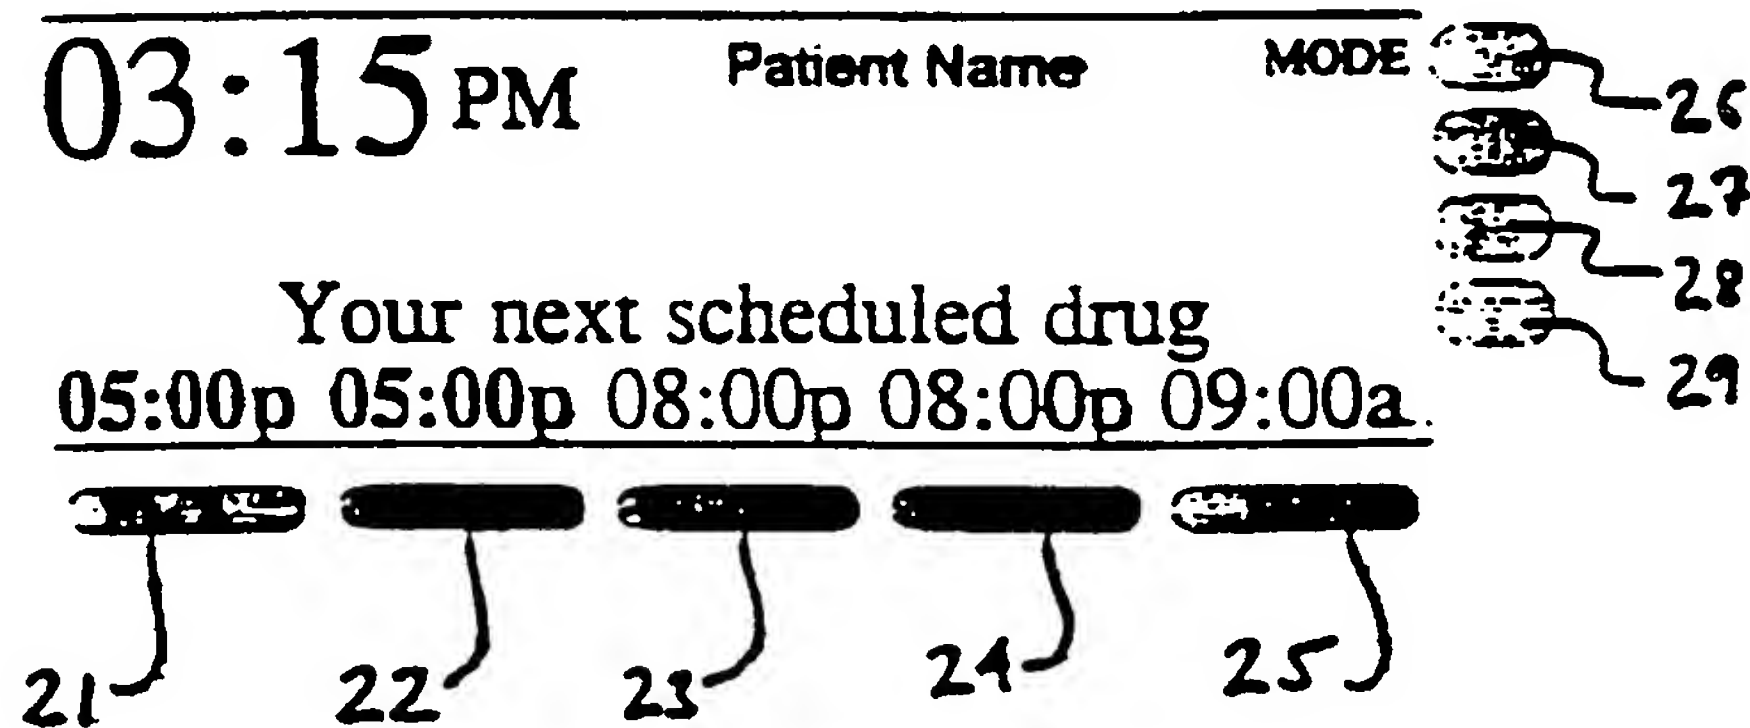 03:15 PM Patient Name MODE
26
27
28
Your next scheduled drug
29
05:00p 05:00p 08:00p 08:00p 09:00a
21 22 23 24 25